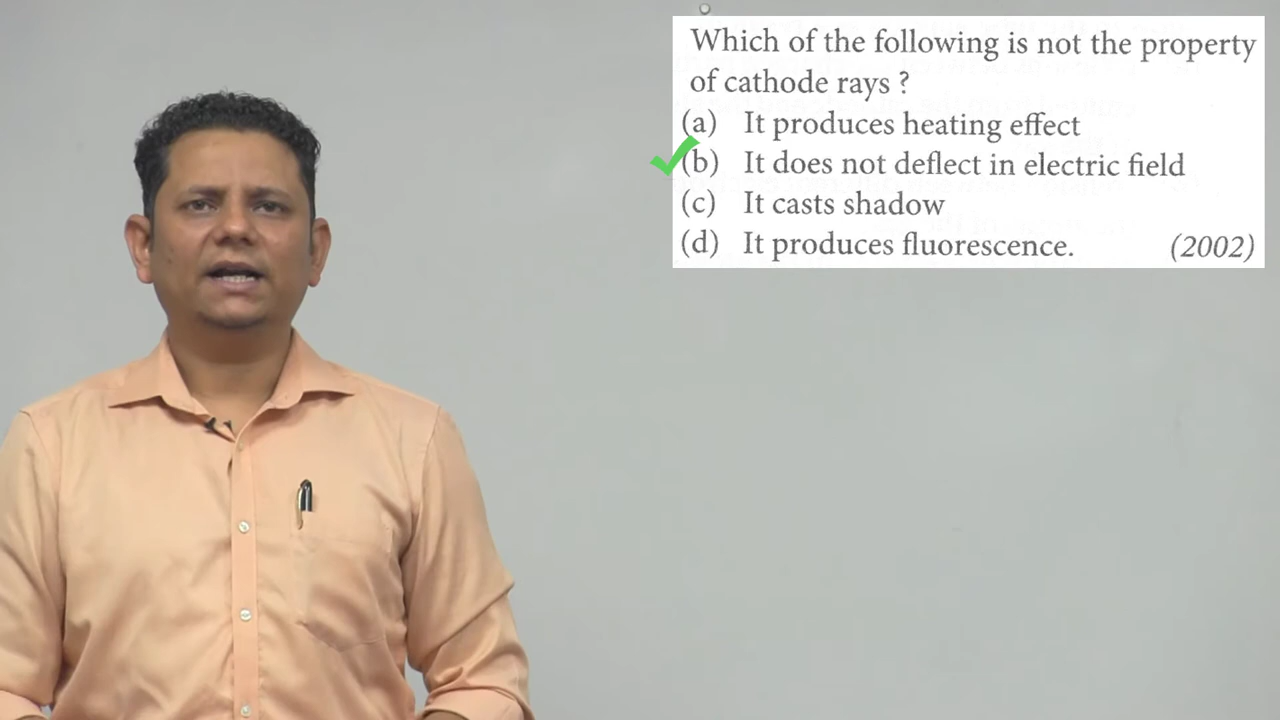 Which of the following is not the property
of cathode rays ?
(a) It produces heating effect
(b) It does not deflect in electric field
(c) It casts shadow
(d) It produces fluorescence. (2002)